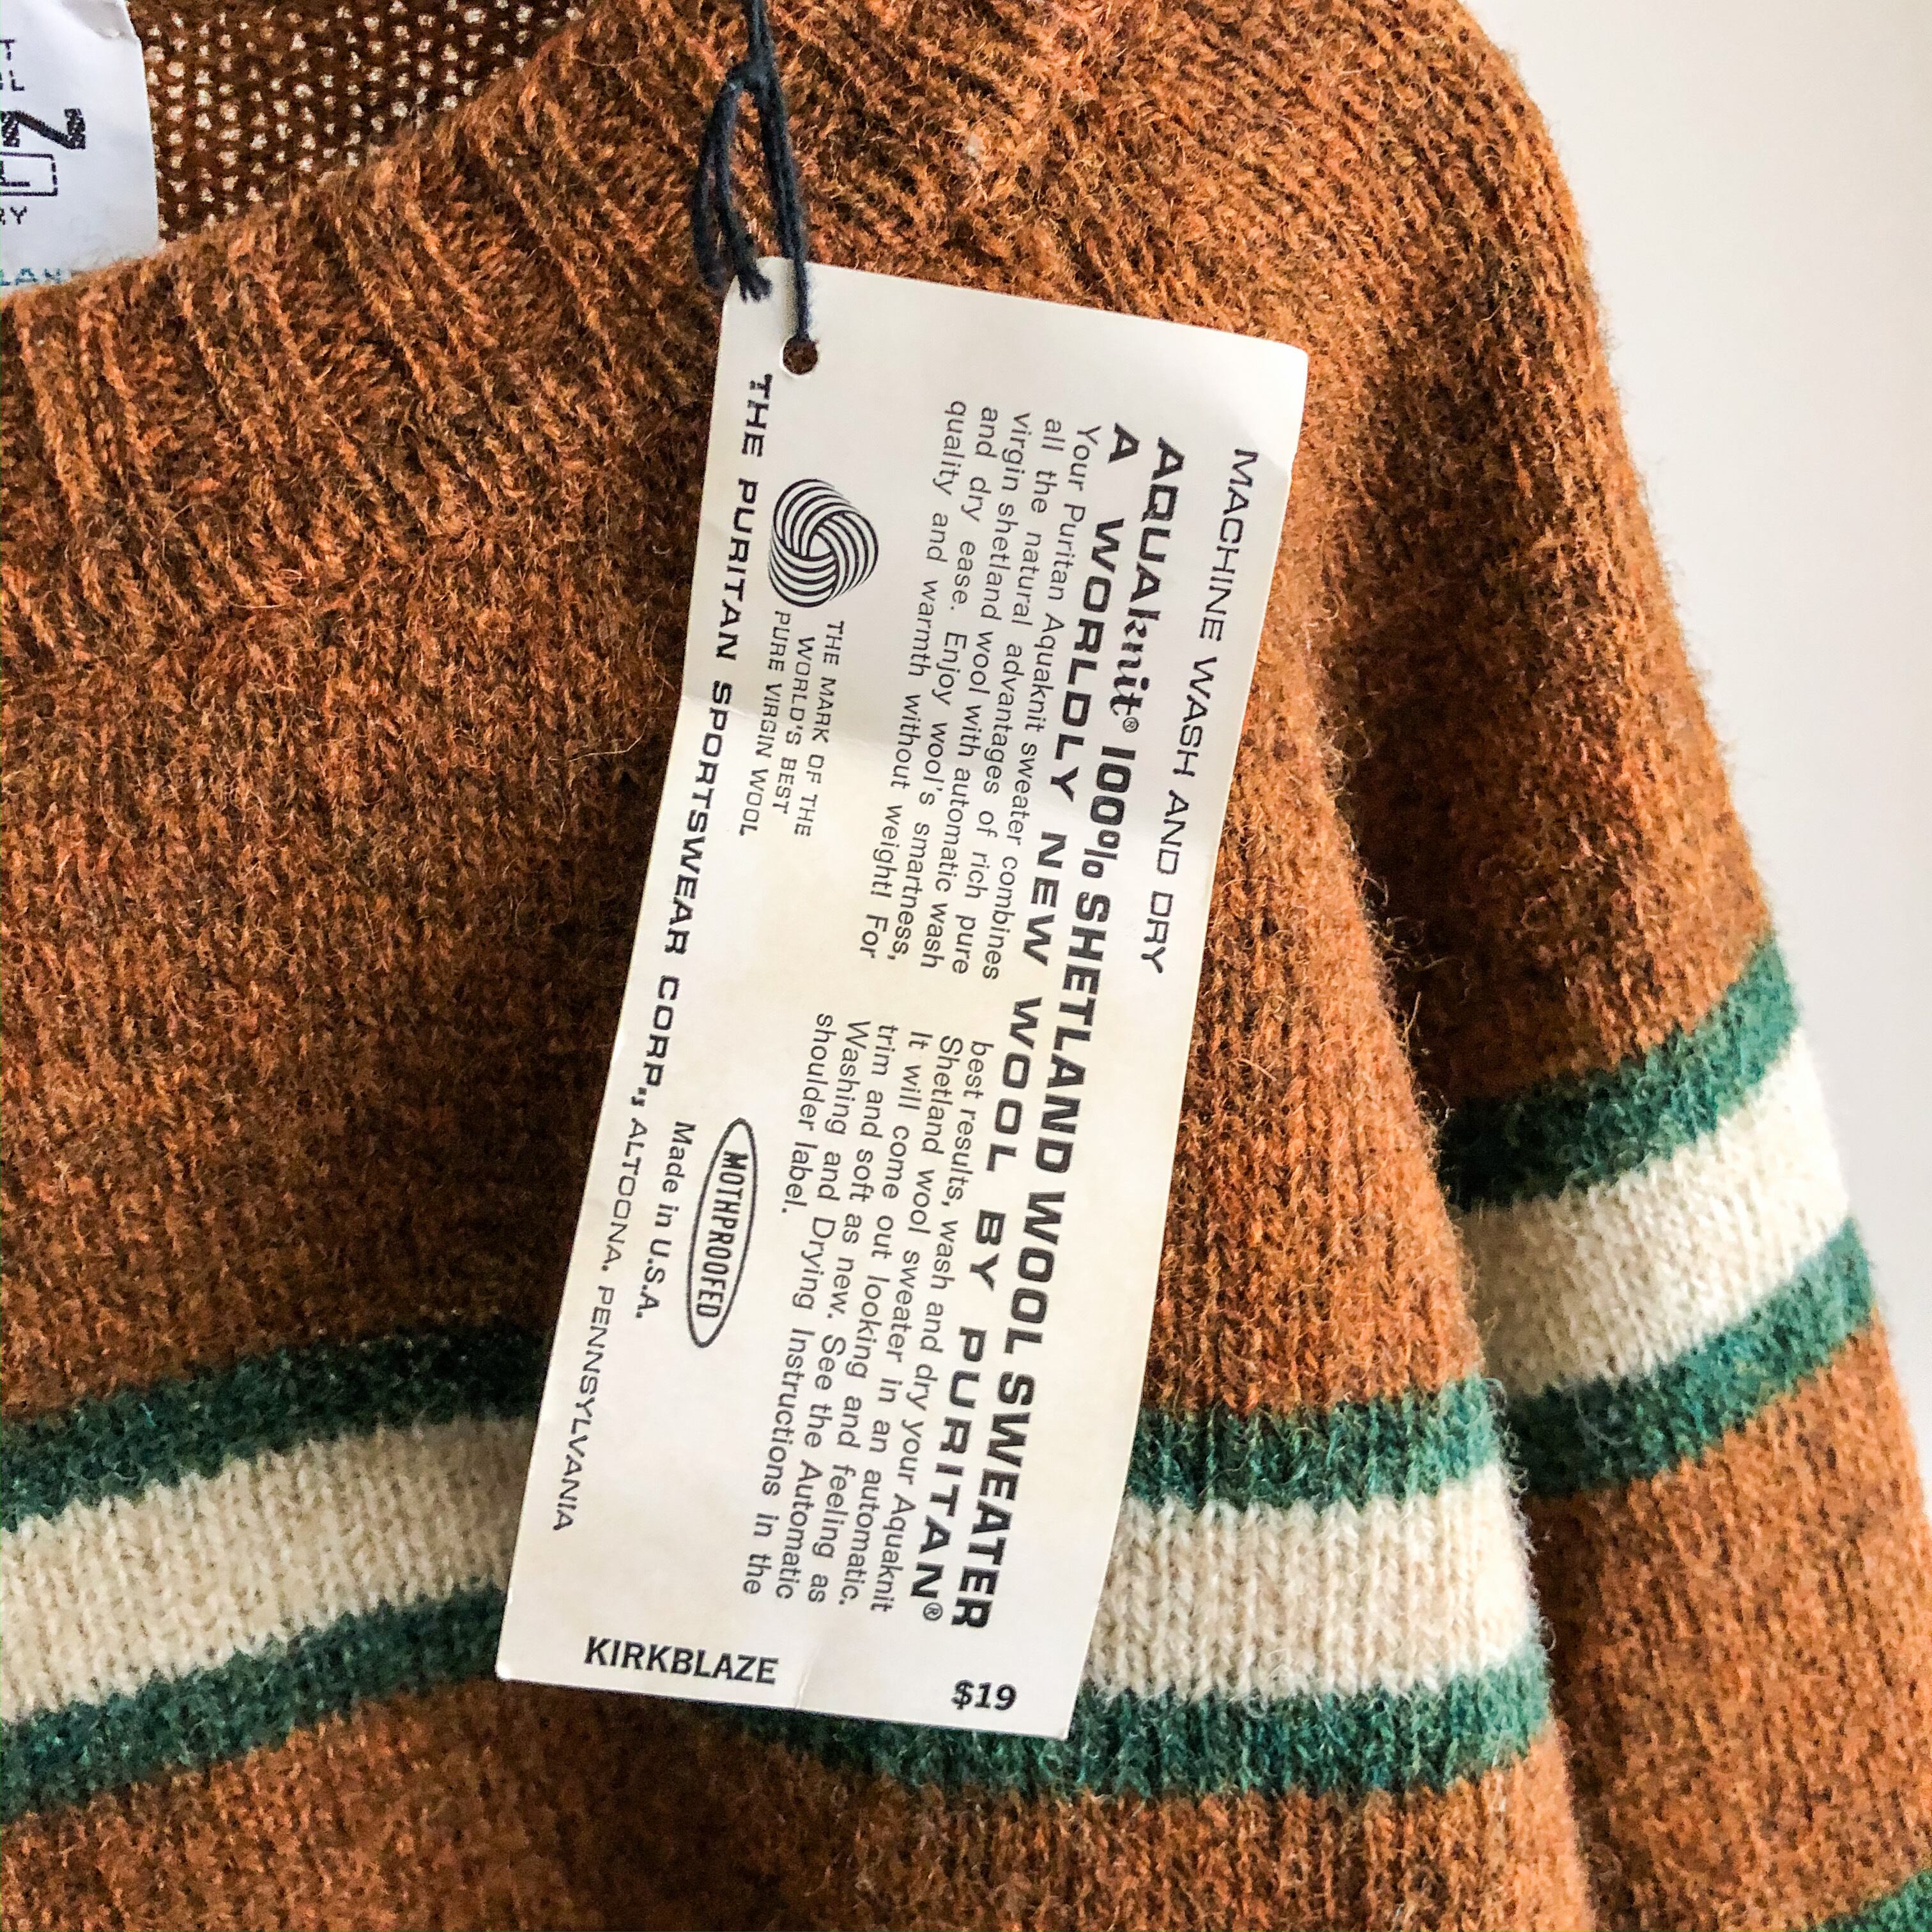 MACHINE WASH AND DRY
AQUAknit® 100% SHETLAND WOOL SWEATER
A WORLDLY NEW WOOL BY PURITAN®
Your Puritan Aquaknit sweater combines
all the natural advantages of rich pure
virgin shetland wool with automatic wash
and dry ease. Enjoy wool's smartness,
quality and warmth without weight! For
best results, wash and dry your Aquaknit
Shetland wool sweater in an automatic.
It will come out looking and feeling as
trim and soft as new. See the Automatic
Washing and Drying Instructions in the
shoulder label.
THE MARK OF THE
WORLD'S BEST
PURE VIRGIN WOOL
MOTHPROOFED
Made in U.S.A.
THE PURITAN SPORTSWEAR CORP., ALTOONA, PENNSYLVANIA
$19
KIRKBLAZE